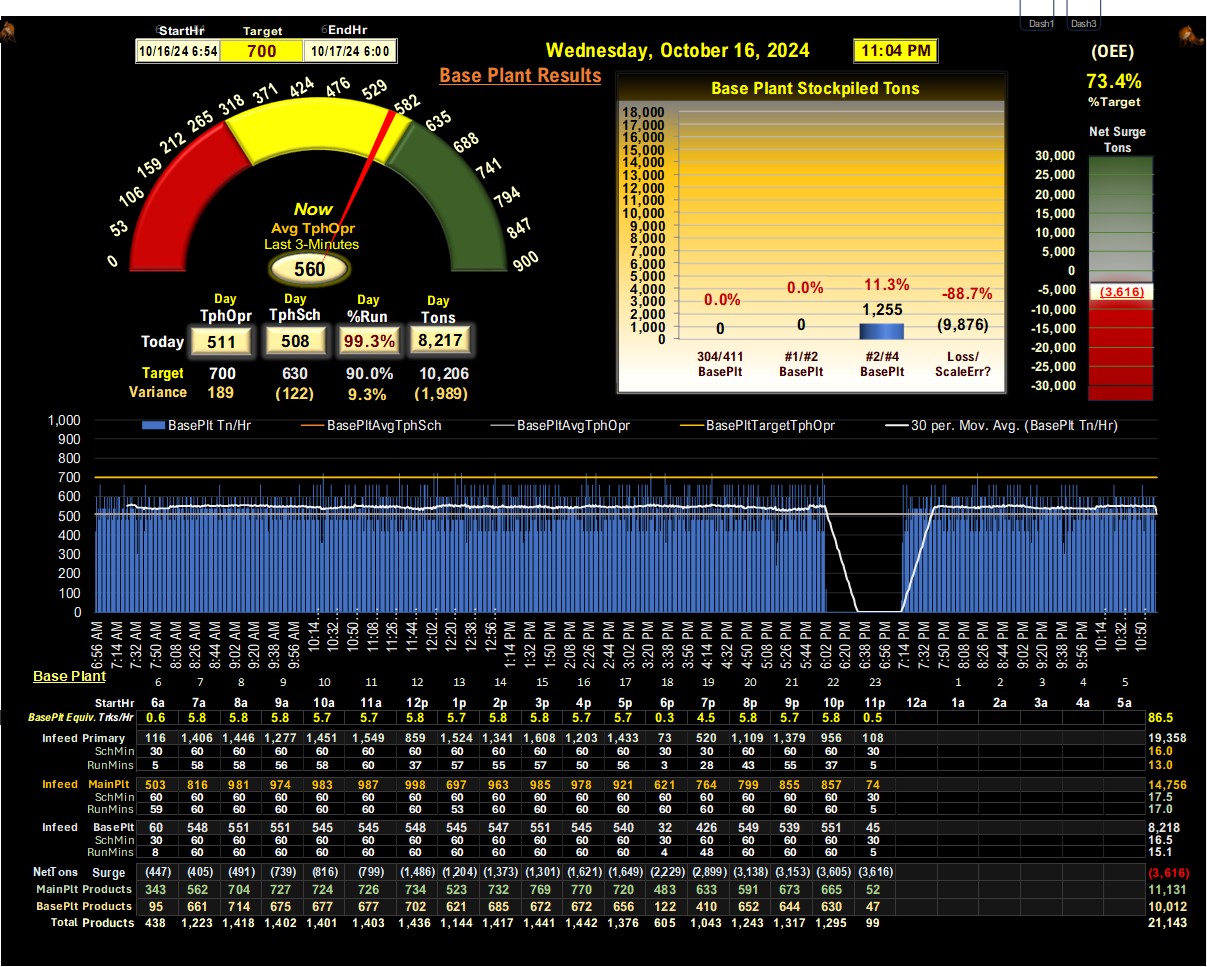 Dash1 Dash3
StartHr Target EndHr
10/16/24 6:54 700 10/17/24 6:00
Wednesday, October 16, 2024 11:04 PM
(OEE)
73.4%
%Target
Base Plant Results
Net Surge
Tons
30,000
25,000
20,000
15,000
10,000
5,000
0
-5,000
(3,616)
-10,000
-15,000
-20,000
-25,000
-30,000
0 53 106 159 212 265 318 371 424 476 529 582 635 688 741 794 847 900
Now
Avg TphOpr
Last 3-Minutes
560
Base Plant Stockpiled Tons
18,000
17,000
16,000
15,000
14,000
13,000
12,000
11,000
10,000
9,000
8,000
7,000
6,000
5,000
4,000
3,000
2,000
1,000
0
0.0% 0.0% 11.3% -88.7%
0 0 1,255 (9,876)
304/411 #1/#2 #2/#4 Loss/
BasePlt BasePlt BasePlt ScaleErr?
Day Day Day Day
TphOpr TphSch %Run Tons
Today 511 508 99.3% 8,217
Target 700 630 90.0% 10,206
Variance 189 (122) 9.3% (1,989)
BasePlt Tn/Hr BasePltAvgTphSch BasePltAvgTphOpr BasePltTargetTphOpr 30 per. Mov. Avg. (BasePlt Tn/Hr)
1,000
900
800
700
600
500
400
300
200
100
0
6:56 AM 7:14 AM 7:32 AM 7:50 AM 8:08 AM 8:26 AM 8:44 AM 9:02 AM 9:20 AM 9:38 AM 9:56 AM 10:14... 10:32... 10:50... 11:08... 11:26... 11:44... 12:02... 12:20... 12:38... 12:56... 1:14 PM 1:32 PM 1:50 PM 2:08 PM 2:26 PM 2:44 PM 3:02 PM 3:20 PM 3:38 PM 3:56 PM 4:14 PM 4:32 PM 4:50 PM 5:08 PM 5:26 PM 5:44 PM 6:02 PM 6:20 PM 6:38 PM 6:56 PM 7:14 PM 7:32 PM 7:50 PM 8:08 PM 8:26 PM 8:44 PM 9:02 PM 9:20 PM 9:38 PM 9:56 PM 10:14... 10:32... 10:50...
Base Plant
6 7 8 9 10 11 12 13 14 15 16 17 18 19 20 21 22 23 1 2 3 4 5
StartHr 6a 7a 8a 9a 10a 11a 12p 1p 2p 3p 4p 5p 6p 7p 8p 9p 10p 11p 12a 1a 2a 3a 4a 5a
BasePlt Equiv. Trks/Hr 0.6 5.8 5.8 5.8 5.7 5.7 5.8 5.7 5.8 5.8 5.7 5.7 0.3 4.5 5.8 5.7 5.8 0.5 86.5
Infeed Primary 116 1,406 1,446 1,277 1,451 1,549 859 1,524 1,341 1,608 1,203 1,433 73 520 1,109 1,379 956 108 19,358
SchMin 30 60 60 60 60 60 60 60 60 60 60 60 30 30 60 60 60 30 16.0
RunMins 5 58 58 56 58 60 37 57 55 57 50 56 3 28 43 55 37 5 13.0
Infeed MainPlt 503 816 981 974 983 987 998 697 963 985 978 921 621 764 799 855 857 74 14,756
SchMin 60 60 60 60 60 60 60 60 60 60 60 60 60 60 60 60 60 30 17.5
RunMins 59 60 60 60 60 60 60 53 60 60 60 60 60 60 60 60 60 5 17.0
Infeed BasePlt 60 548 551 551 545 545 548 545 547 551 545 540 32 426 549 539 551 45 8,218
SchMin 30 60 60 60 60 60 60 60 60 60 60 60 30 60 60 60 60 30 16.5
RunMins 8 60 60 60 60 60 60 60 60 60 60 60 4 48 60 60 60 5 15.1
NetTons Surge (447) (405) (491) (739) (816) (799) (1,486) (1,204) (1,373) (1,301) (1,621) (1,649) (2,229) (2,899) (3,138) (3,153) (3,605) (3,616) (3,616)
MainPlt Products 343 562 704 727 724 726 734 523 732 769 770 720 483 633 591 673 665 52 11,131
BasePlt Products 95 661 714 675 677 677 702 621 685 672 672 656 122 410 652 644 630 47 10,012
Total Products 438 1,223 1,418 1,402 1,401 1,403 1,436 1,144 1,417 1,441 1,442 1,376 605 1,043 1,243 1,317 1,295 99 21,143